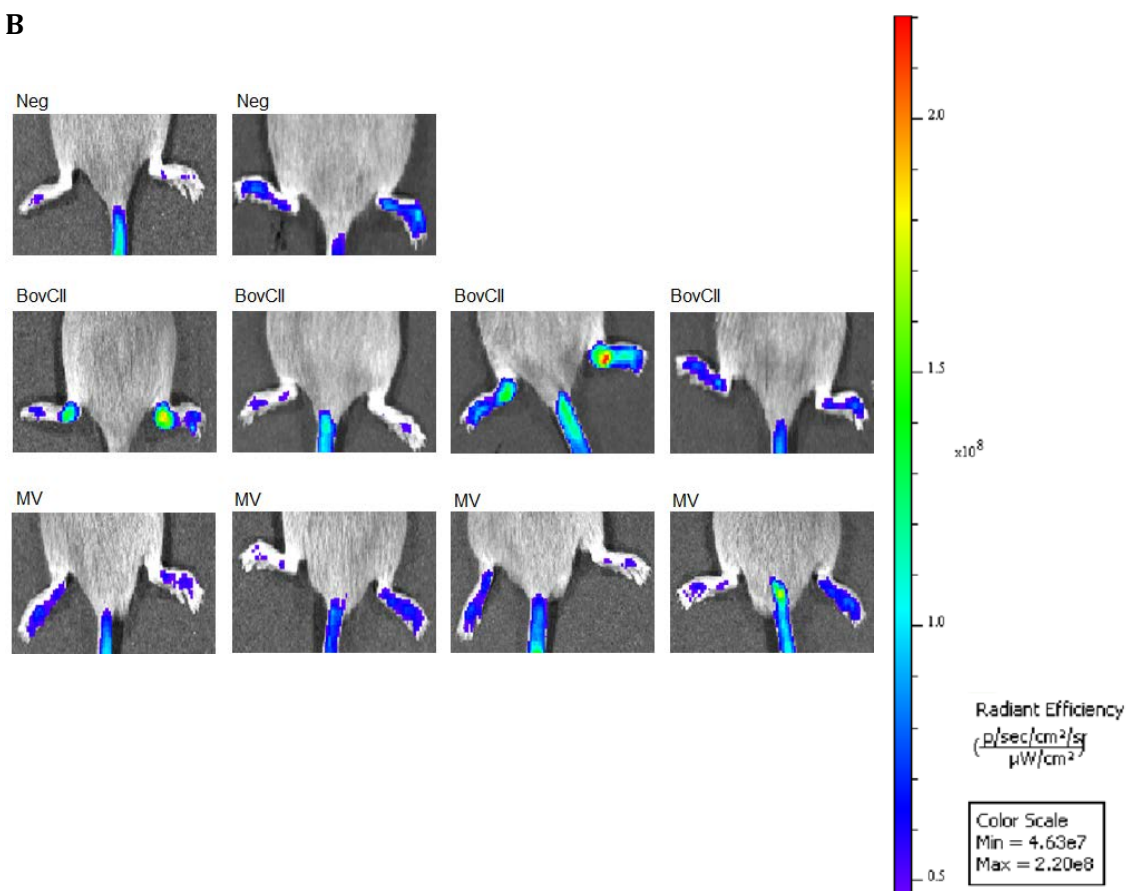 B
Neg Neg
BovCII BovCII BovCII BovCII
MV MV MV MV
2.0
1.5
x10⁸
1.0
0.5
Radiant Efficiency
(p/sec/cm²/sr
µW/cm²)
Color Scale
Min = 4.63e7
Max = 2.20e8